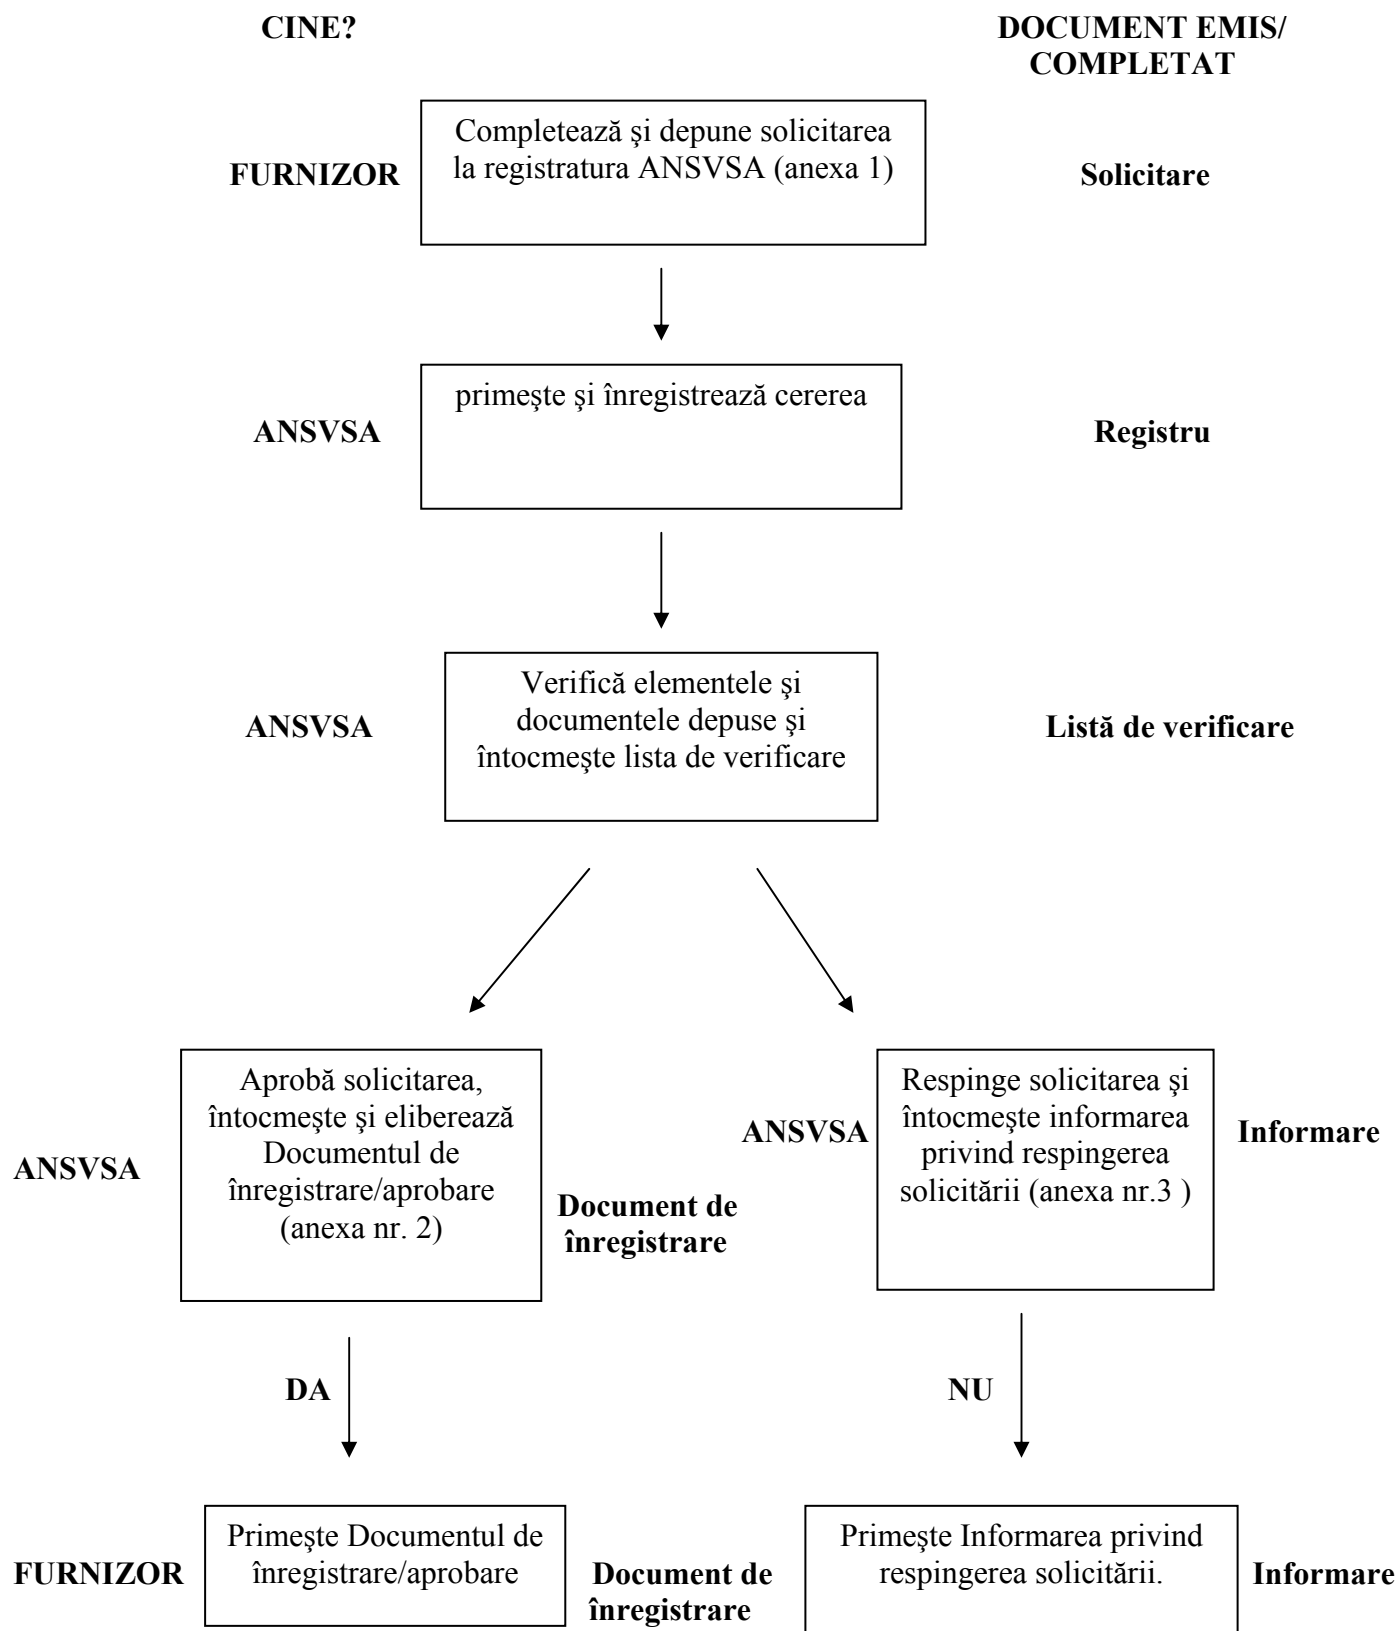 CINE?
DOCUMENT EMIS/
COMPLETAT
FURNIZOR
Completează şi depune solicitarea
la registratura ANSVSA (anexa 1)
Solicitare
ANSVSA
primeşte şi înregistrează cererea
Registru
ANSVSA
Verifică elementele şi
documentele depuse şi
întocmeşte lista de verificare
Listă de verificare
ANSVSA
Aprobă solicitarea,
întocmeşte şi eliberează
Documentul de
înregistrare/aprobare
(anexa nr. 2)
Document de
înregistrare
ANSVSA
Respinge solicitarea şi
întocmeşte informarea
privind respingerea
solicitării (anexa nr.3 )
Informare
DA
NU
FURNIZOR
Primeşte Documentul de
înregistrare/aprobare
Document de
înregistrare
Primeşte Informarea privind
respingerea solicitării.
Informare